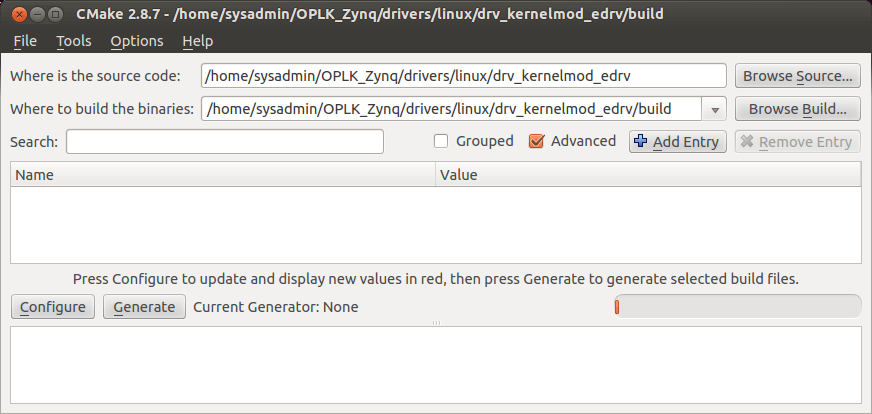 CMake 2.8.7 - /home/sysadmin/OPLK_Zynq/drivers/linux/drv_kernelmod_edrv/build
File Tools Options Help
Where is the source code: /home/sysadmin/OPLK_Zynq/drivers/linux/drv_kernelmod_edrv Browse Source...
Where to build the binaries: /home/sysadmin/OPLK_Zynq/drivers/linux/drv_kernelmod_edrv/build Browse Build...
Search: Grouped Advanced Add Entry Remove Entry
Name Value
Press Configure to update and display new values in red, then press Generate to generate selected build files.
Configure Generate Current Generator: None